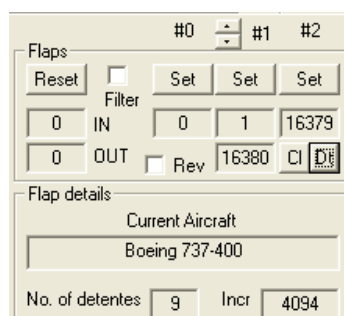 #0 #1 #2
Flaps
Reset Set Set Set
Filter
0 IN 0 1 16379
0 OUT Rev 16380 Cl Dt
Flap details
Current Aircraft
Boeing 737-400
No. of detentes 9 Incr 4094